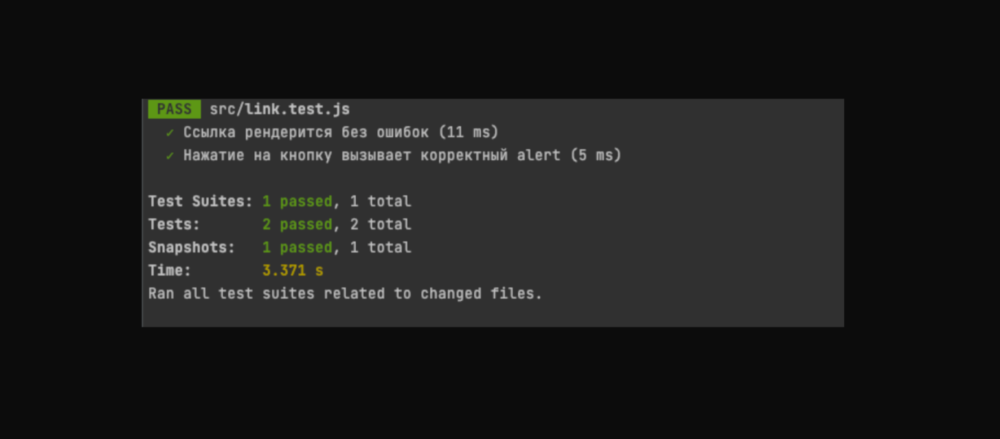 PASS src/link.test.js
✓ Ссылка рендерится без ошибок (11 ms)
✓ Нажатие на кнопку вызывает корректный alert (5 ms)
Test Suites: 1 passed, 1 total
Tests: 2 passed, 2 total
Snapshots: 1 passed, 1 total
Time: 3.371 s
Ran all test suites related to changed files.